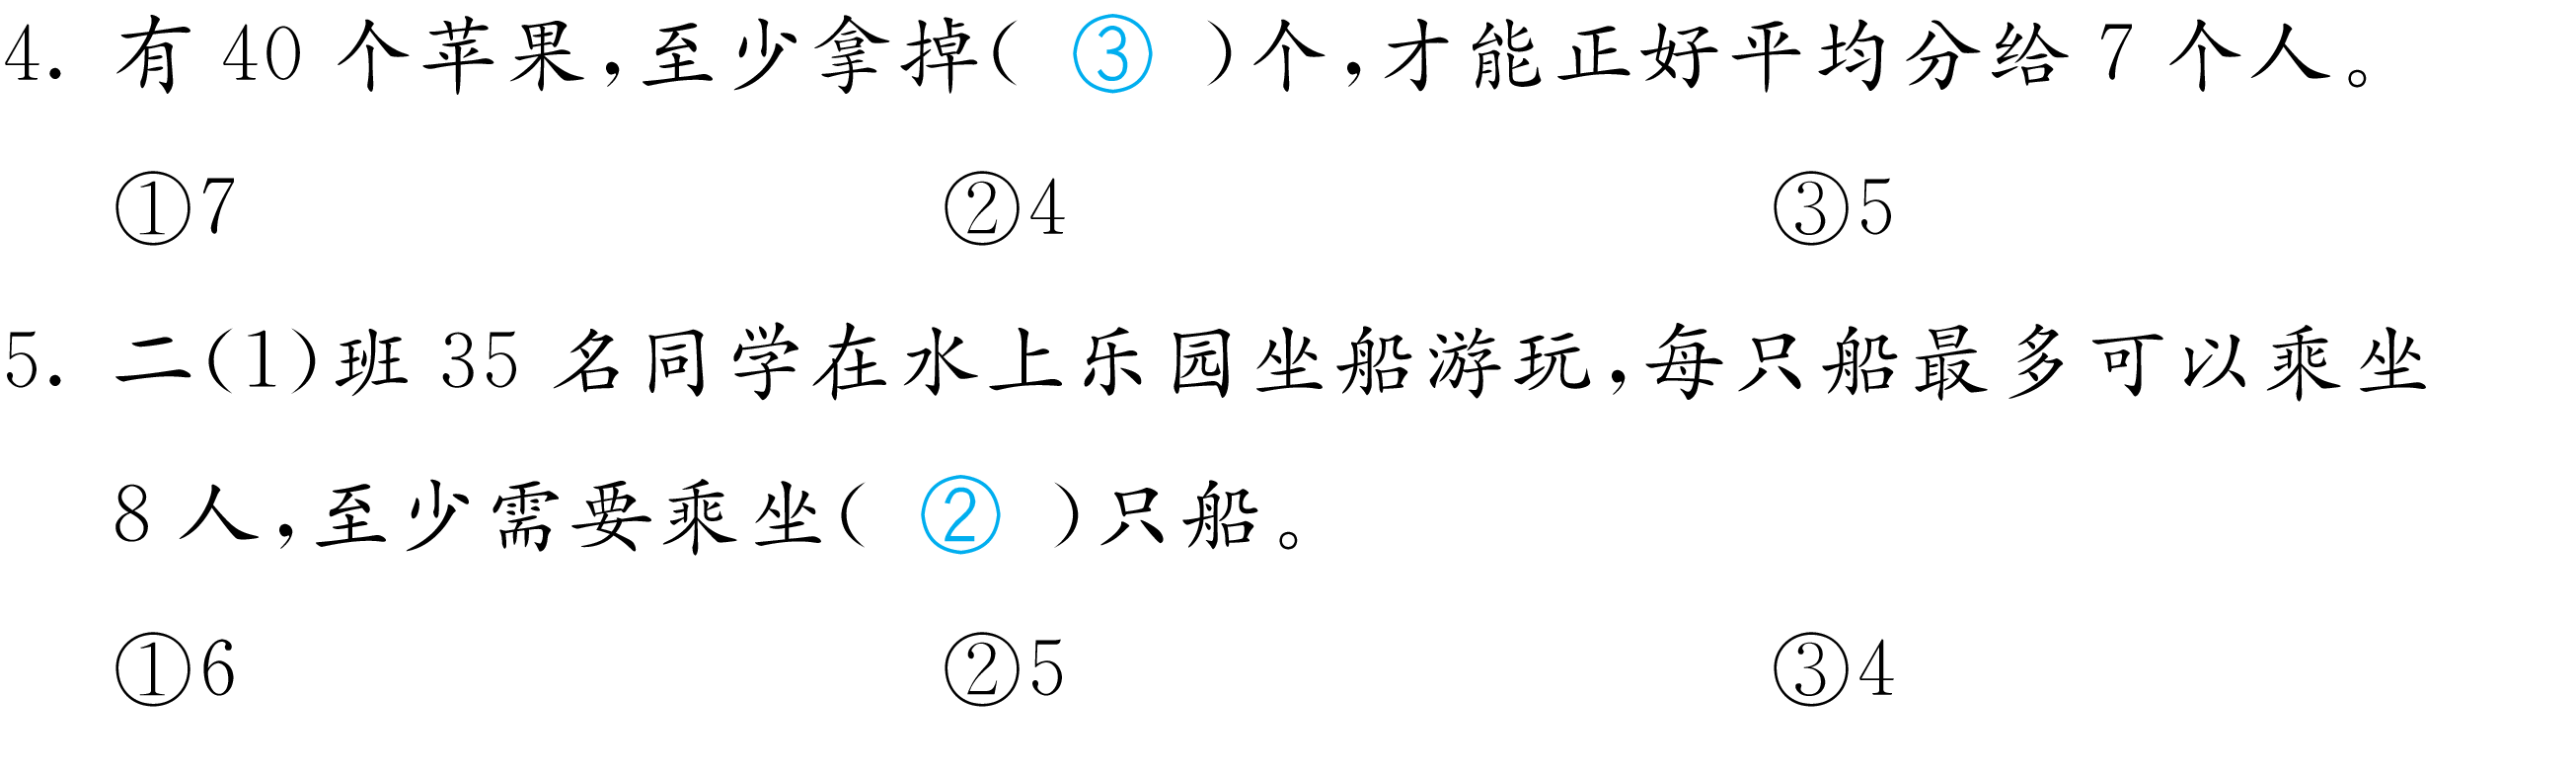 4. 有 40 个苹果,至少拿掉( ③ )个,才能正好平均分给 7 个人。
①7 ②4 ③5
5. 二(1)班 35 名同学在水上乐园坐船游玩,每只船最多可以乘坐
8 人,至少需要乘坐( ② )只船。
①6 ②5 ③4